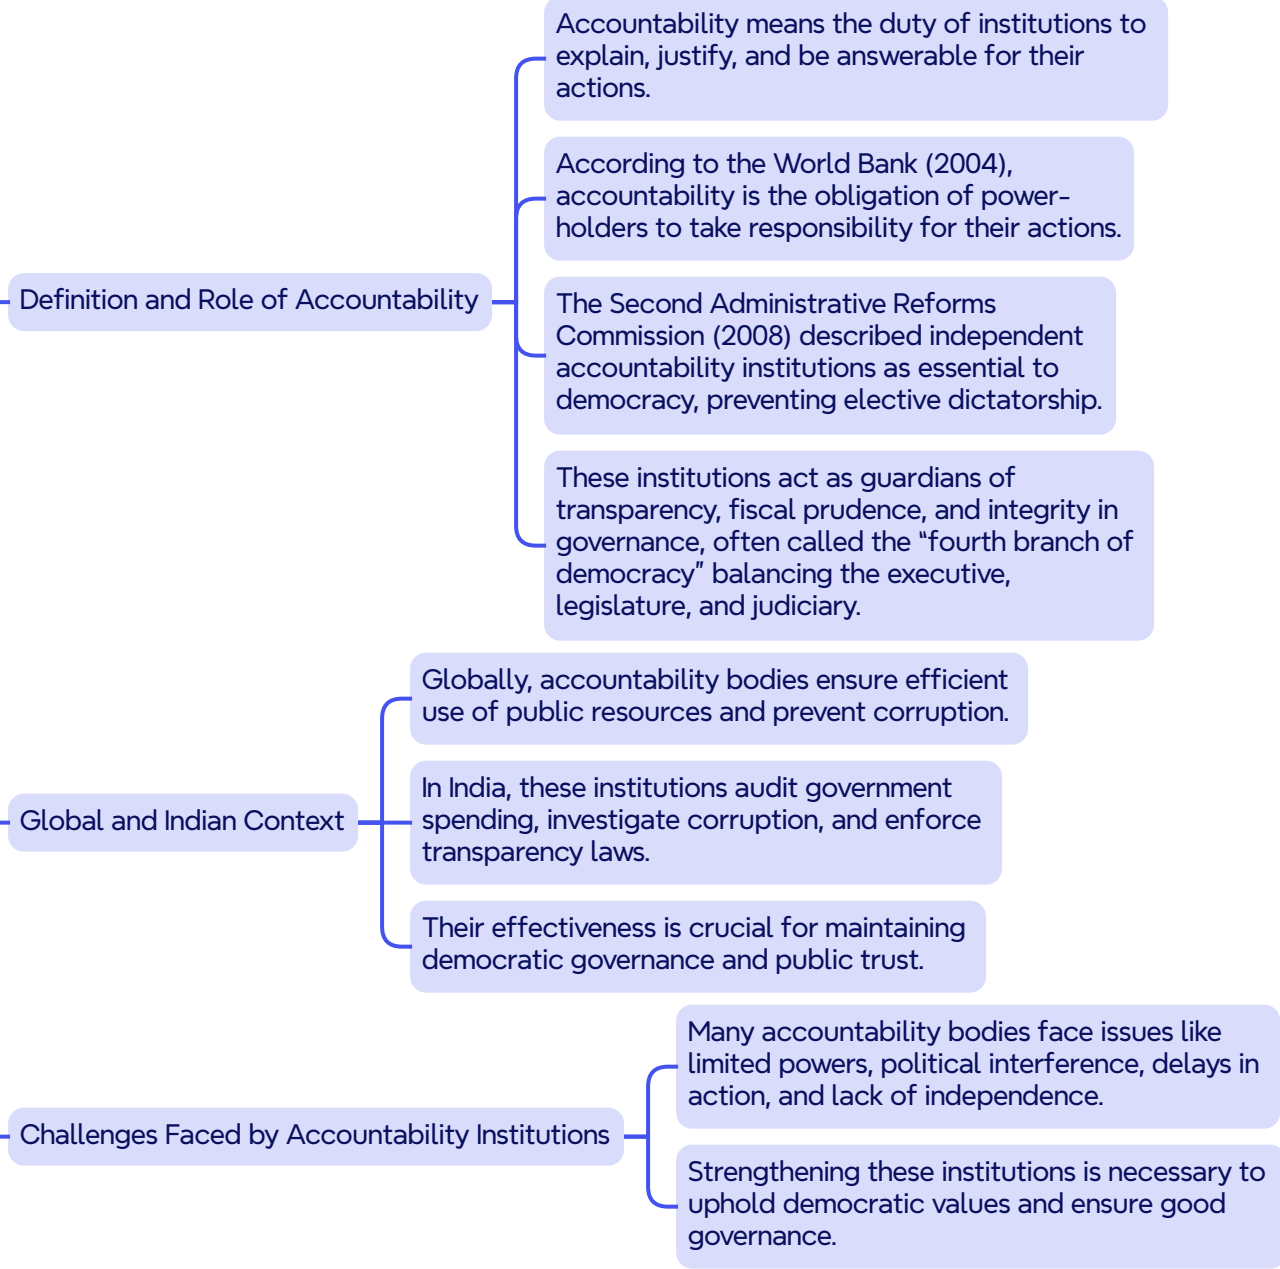 Accountability means the duty of institutions to
explain, justify, and be answerable for their
actions.
According to the World Bank (2004),
accountability is the obligation of power-
holders to take responsibility for their actions.
Definition and Role of Accountability
The Second Administrative Reforms
Commission (2008) described independent
accountability institutions as essential to
democracy, preventing elective dictatorship.
These institutions act as guardians of
transparency, fiscal prudence, and integrity in
governance, often called the “fourth branch of
democracy” balancing the executive,
legislature, and judiciary.
Globally, accountability bodies ensure efficient
use of public resources and prevent corruption.
Global and Indian Context
In India, these institutions audit government
spending, investigate corruption, and enforce
transparency laws.
Their effectiveness is crucial for maintaining
democratic governance and public trust.
Many accountability bodies face issues like
limited powers, political interference, delays in
action, and lack of independence.
Challenges Faced by Accountability Institutions
Strengthening these institutions is necessary to
uphold democratic values and ensure good
governance.